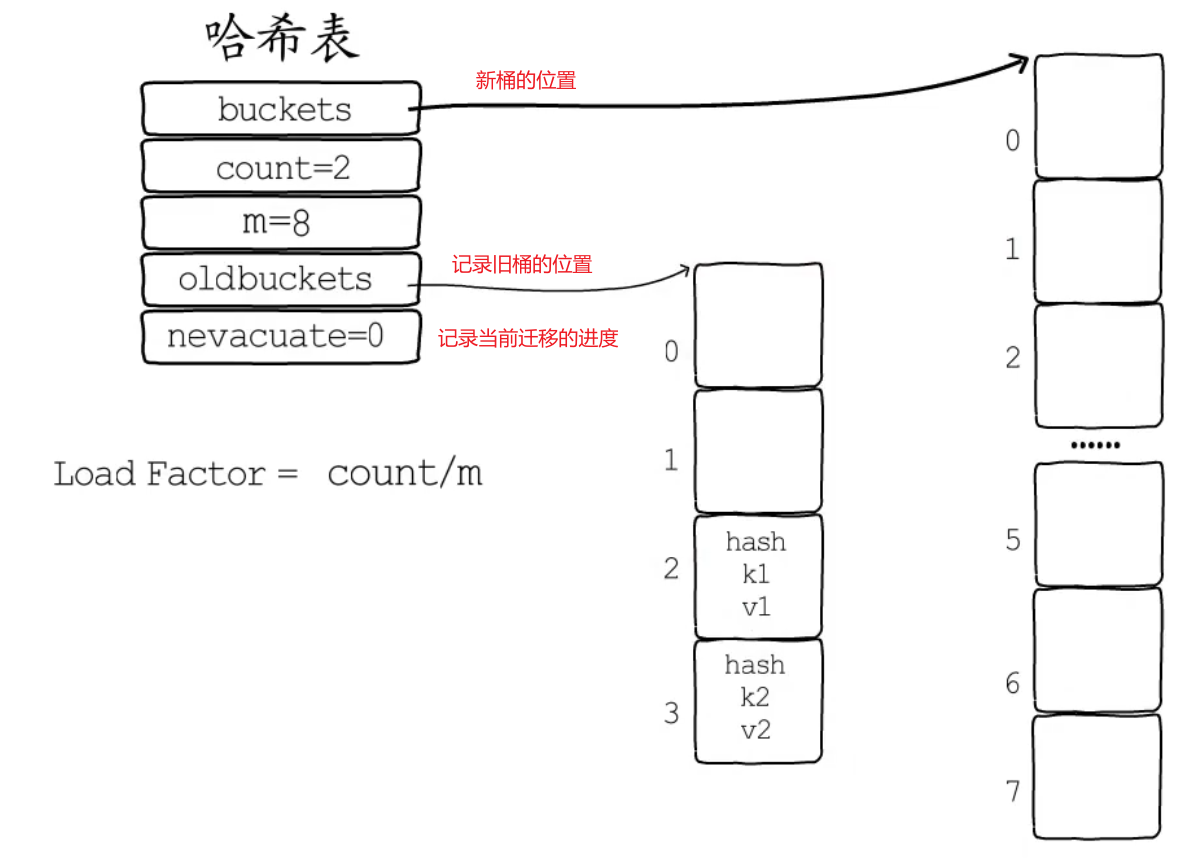 哈希表
buckets
新桶的位置
count=2
m=8
oldbuckets
记录旧桶的位置
nevacuate=0
记录当前迁移的进度
Load Factor = count/m
0
1
2
hash
k1
v1
3
hash
k2
v2
0
1
2
......
5
6
7